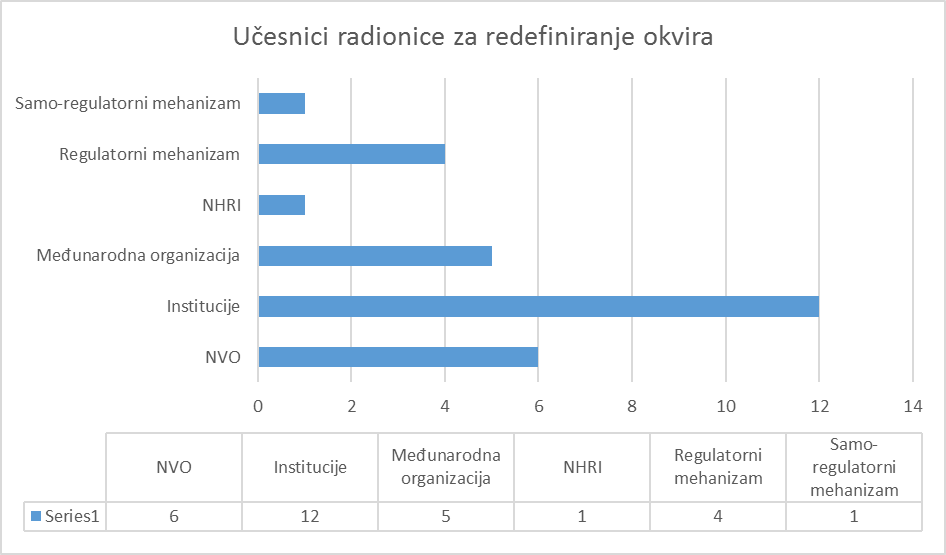 Učesnici radionice za redefiniranje okvira
Samo-regulatorni mehanizam
Regulatorni mehanizam
NHRI
Međunarodna organizacija
Institucije
NVO
0 2 4 6 8 10 12 14
NVO
Institucije
Međunarodna
organizacija
NHRI
Regulatorni
mehanizam
Samo-
regulatorni
mehanizam
Series1 6 12 5 1 4 1